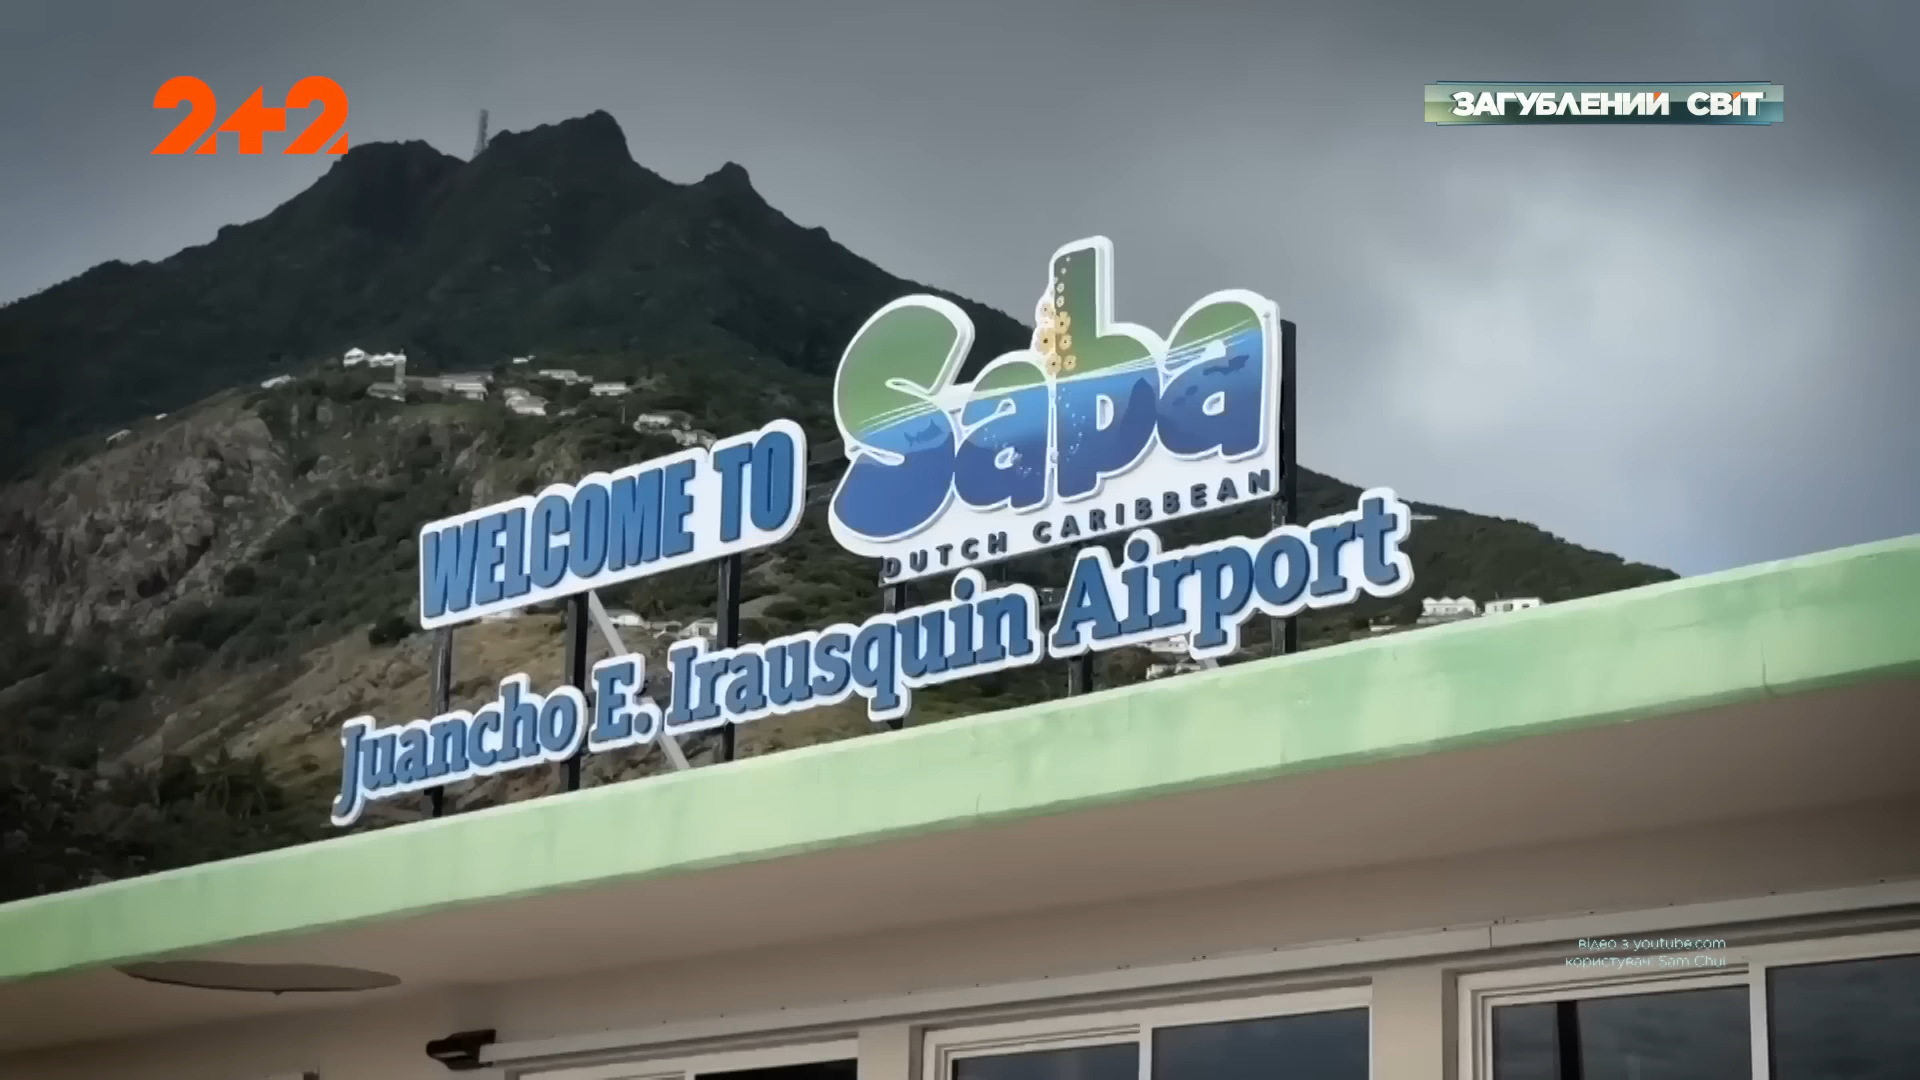 2+2
ЗАГУБЛЕНИЙ СВІТ
WELCOME TO
Saba
DUTCH CARIBBEAN
Juancho E. Irausquin Airport
відео з youtube.com
користувач: Sam Chui